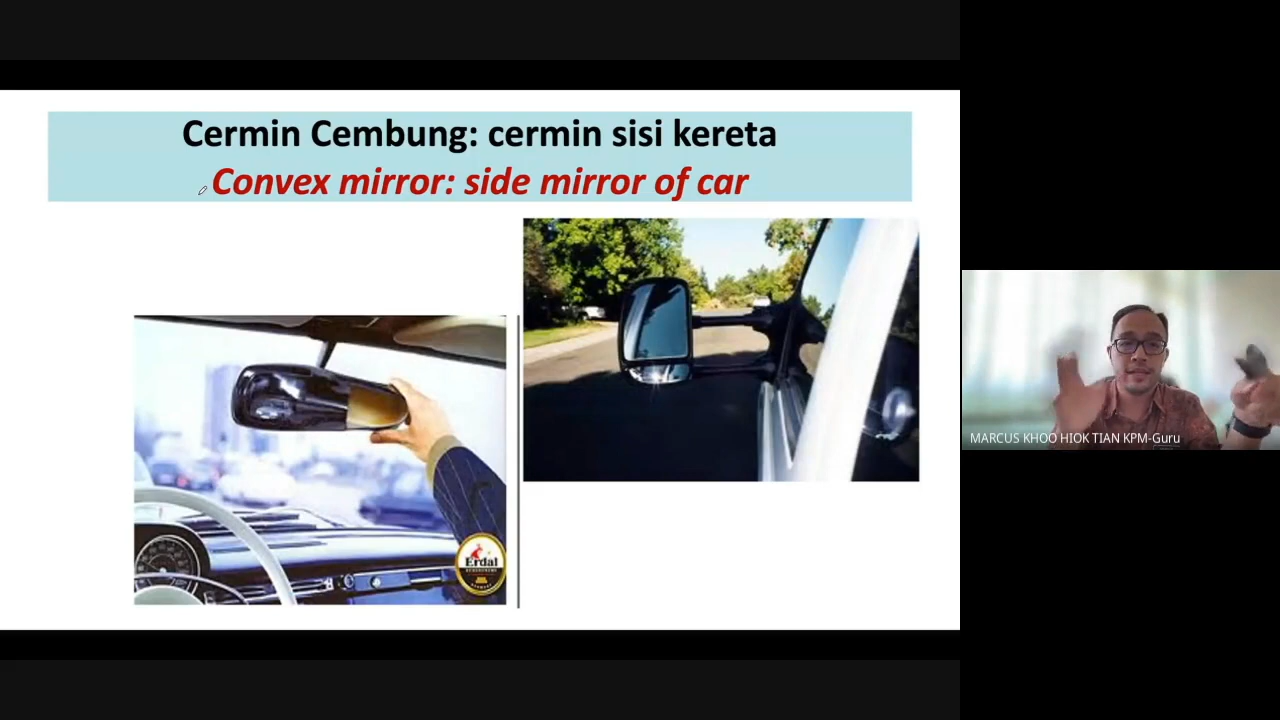 Cermin Cembung: cermin sisi kereta
Convex mirror: side mirror of car
Erdal
MARCUS KHOO HIOK TIAN KPM-Guru